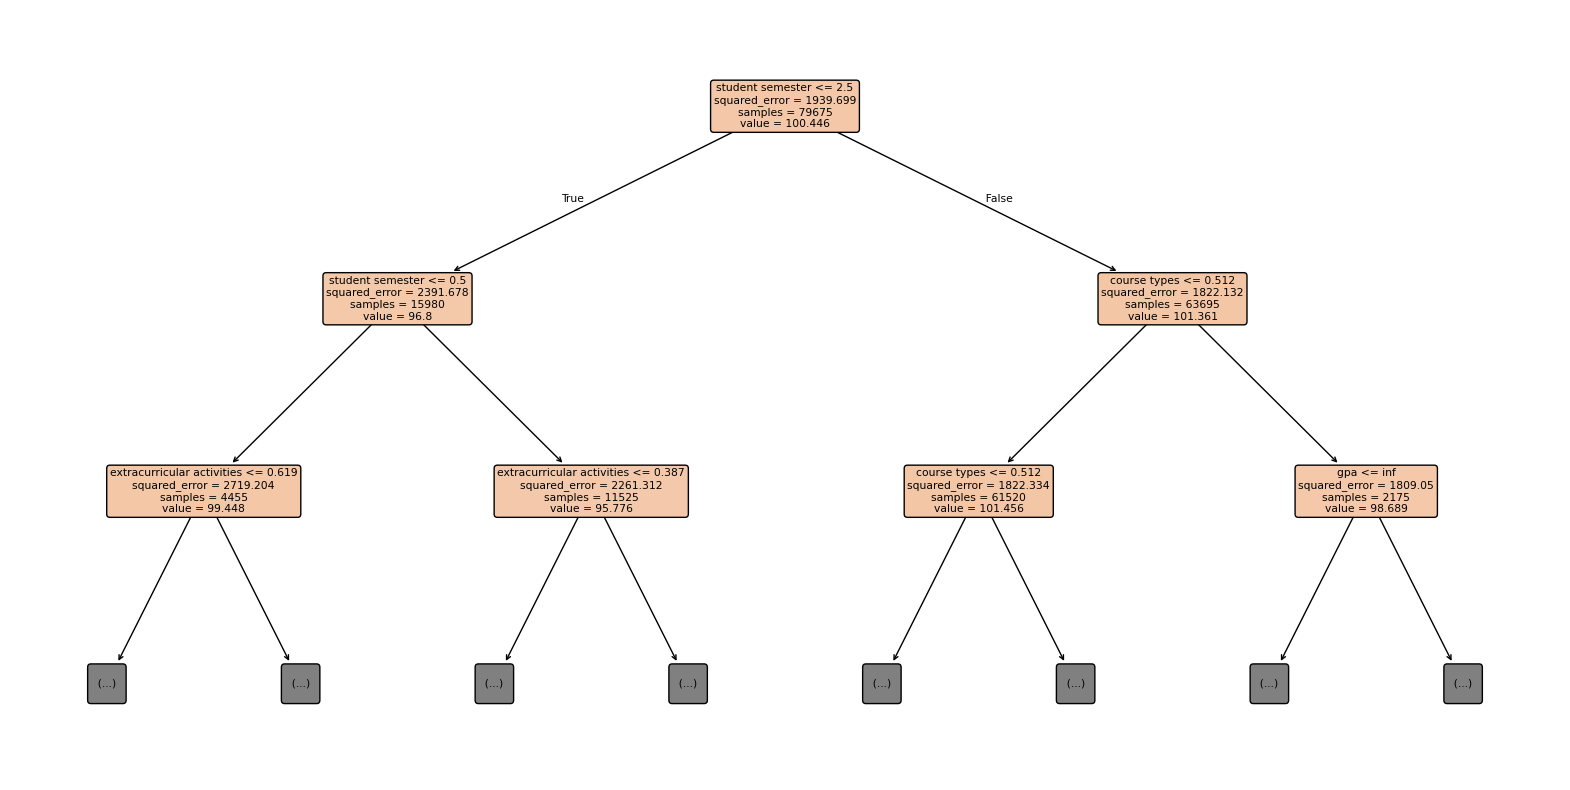 student semester <= 2.5
squared_error = 1939.699
samples = 79675
value = 100.446
True
False
student semester <= 0.5
squared_error = 2391.678
samples = 15980
value = 96.8
course types <= 0.512
squared_error = 1822.132
samples = 63695
value = 101.361
extracurricular activities <= 0.619
squared_error = 2719.204
samples = 4455
value = 99.448
extracurricular activities <= 0.387
squared_error = 2261.312
samples = 11525
value = 95.776
course types <= 0.512
squared_error = 1822.334
samples = 61520
value = 101.456
gpa <= inf
squared_error = 1809.05
samples = 2175
value = 98.689
(...)
(...)
(...)
(...)
(...)
(...)
(...)
(...)